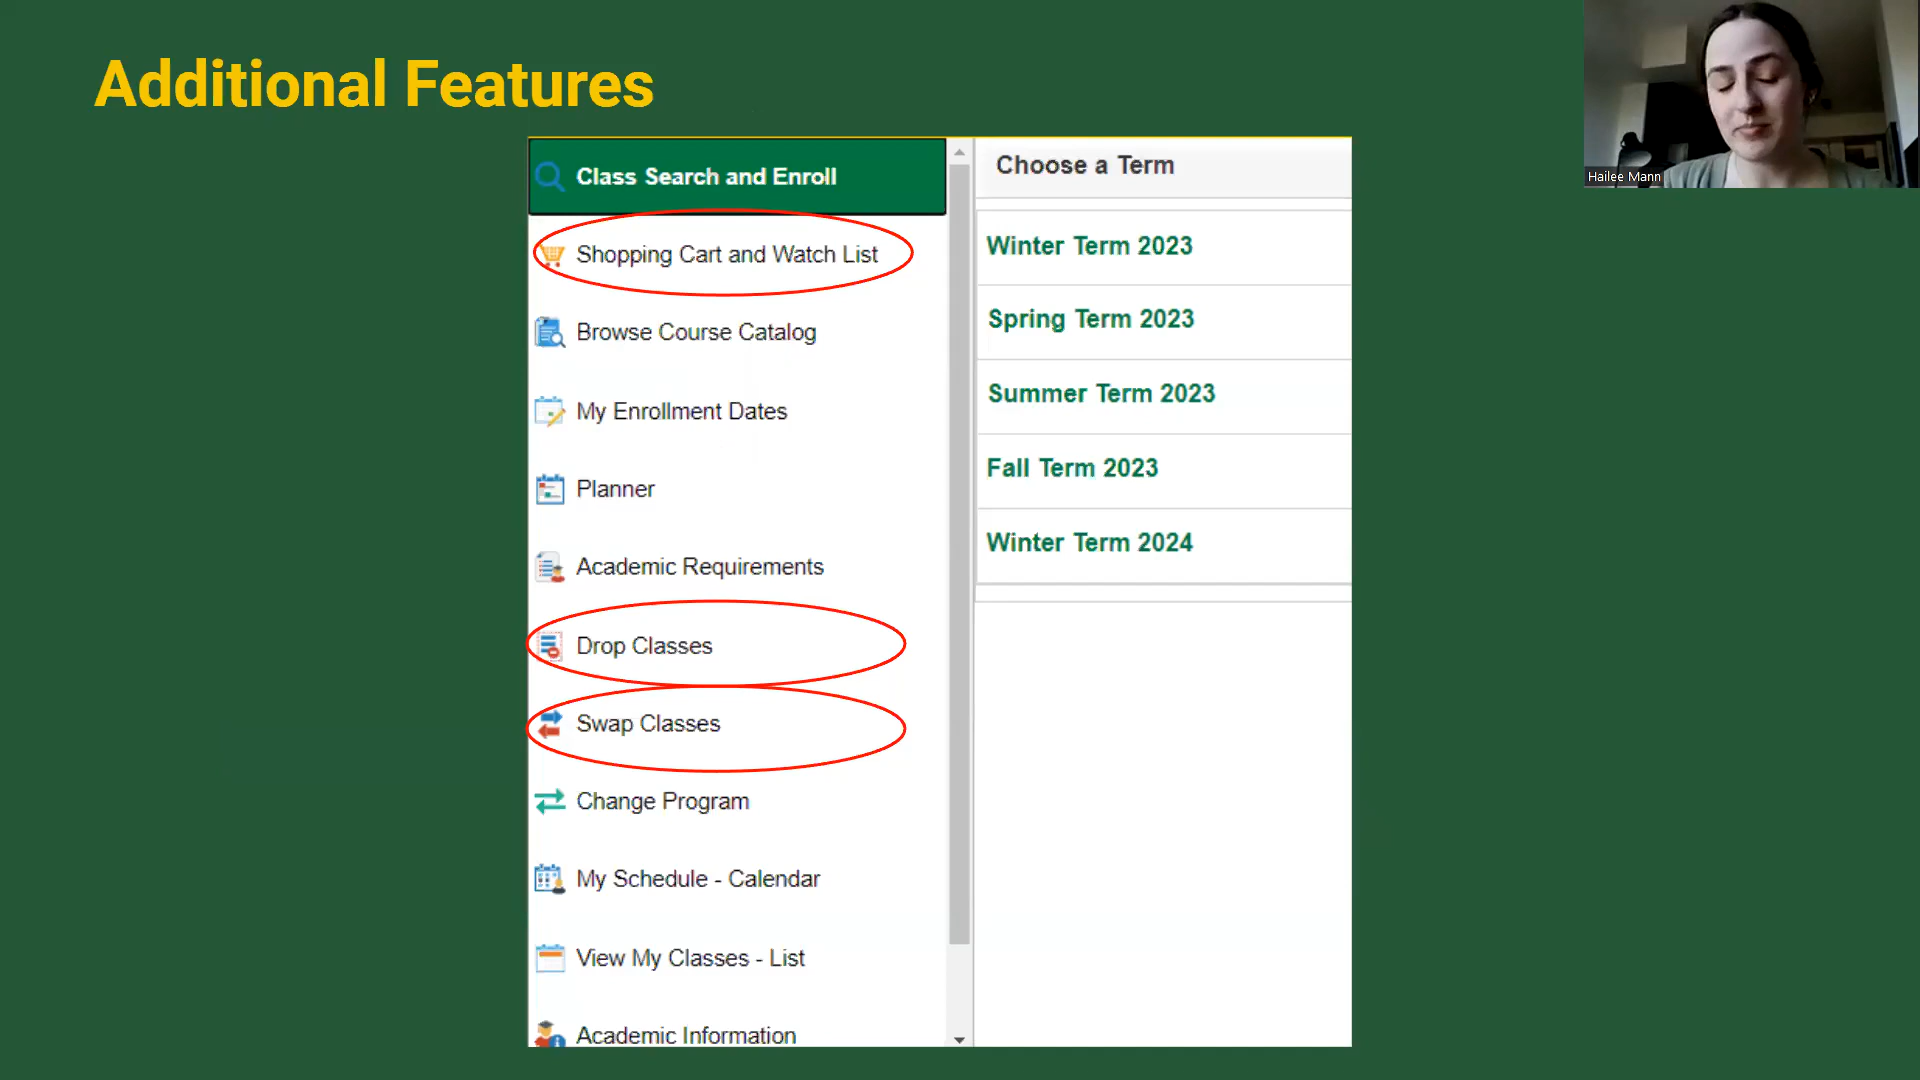 Additional Features
Hailee Mann
Class Search and Enroll
Shopping Cart and Watch List
Browse Course Catalog
My Enrollment Dates
Planner
Academic Requirements
Drop Classes
Swap Classes
Change Program
My Schedule - Calendar
View My Classes - List
Academic Information
Choose a Term
Winter Term 2023
Spring Term 2023
Summer Term 2023
Fall Term 2023
Winter Term 2024